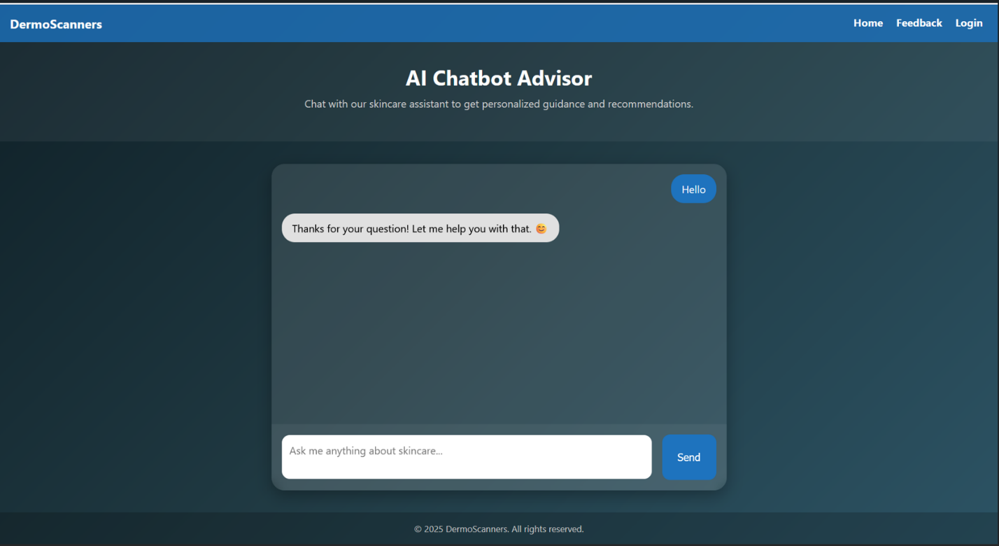 DermoScanners
Home Feedback Login
AI Chatbot Advisor
Chat with our skincare assistant to get personalized guidance and recommendations.
Hello
Thanks for your question! Let me help you with that. 😊
Ask me anything about skincare...
Send
© 2025 DermoScanners. All rights reserved.